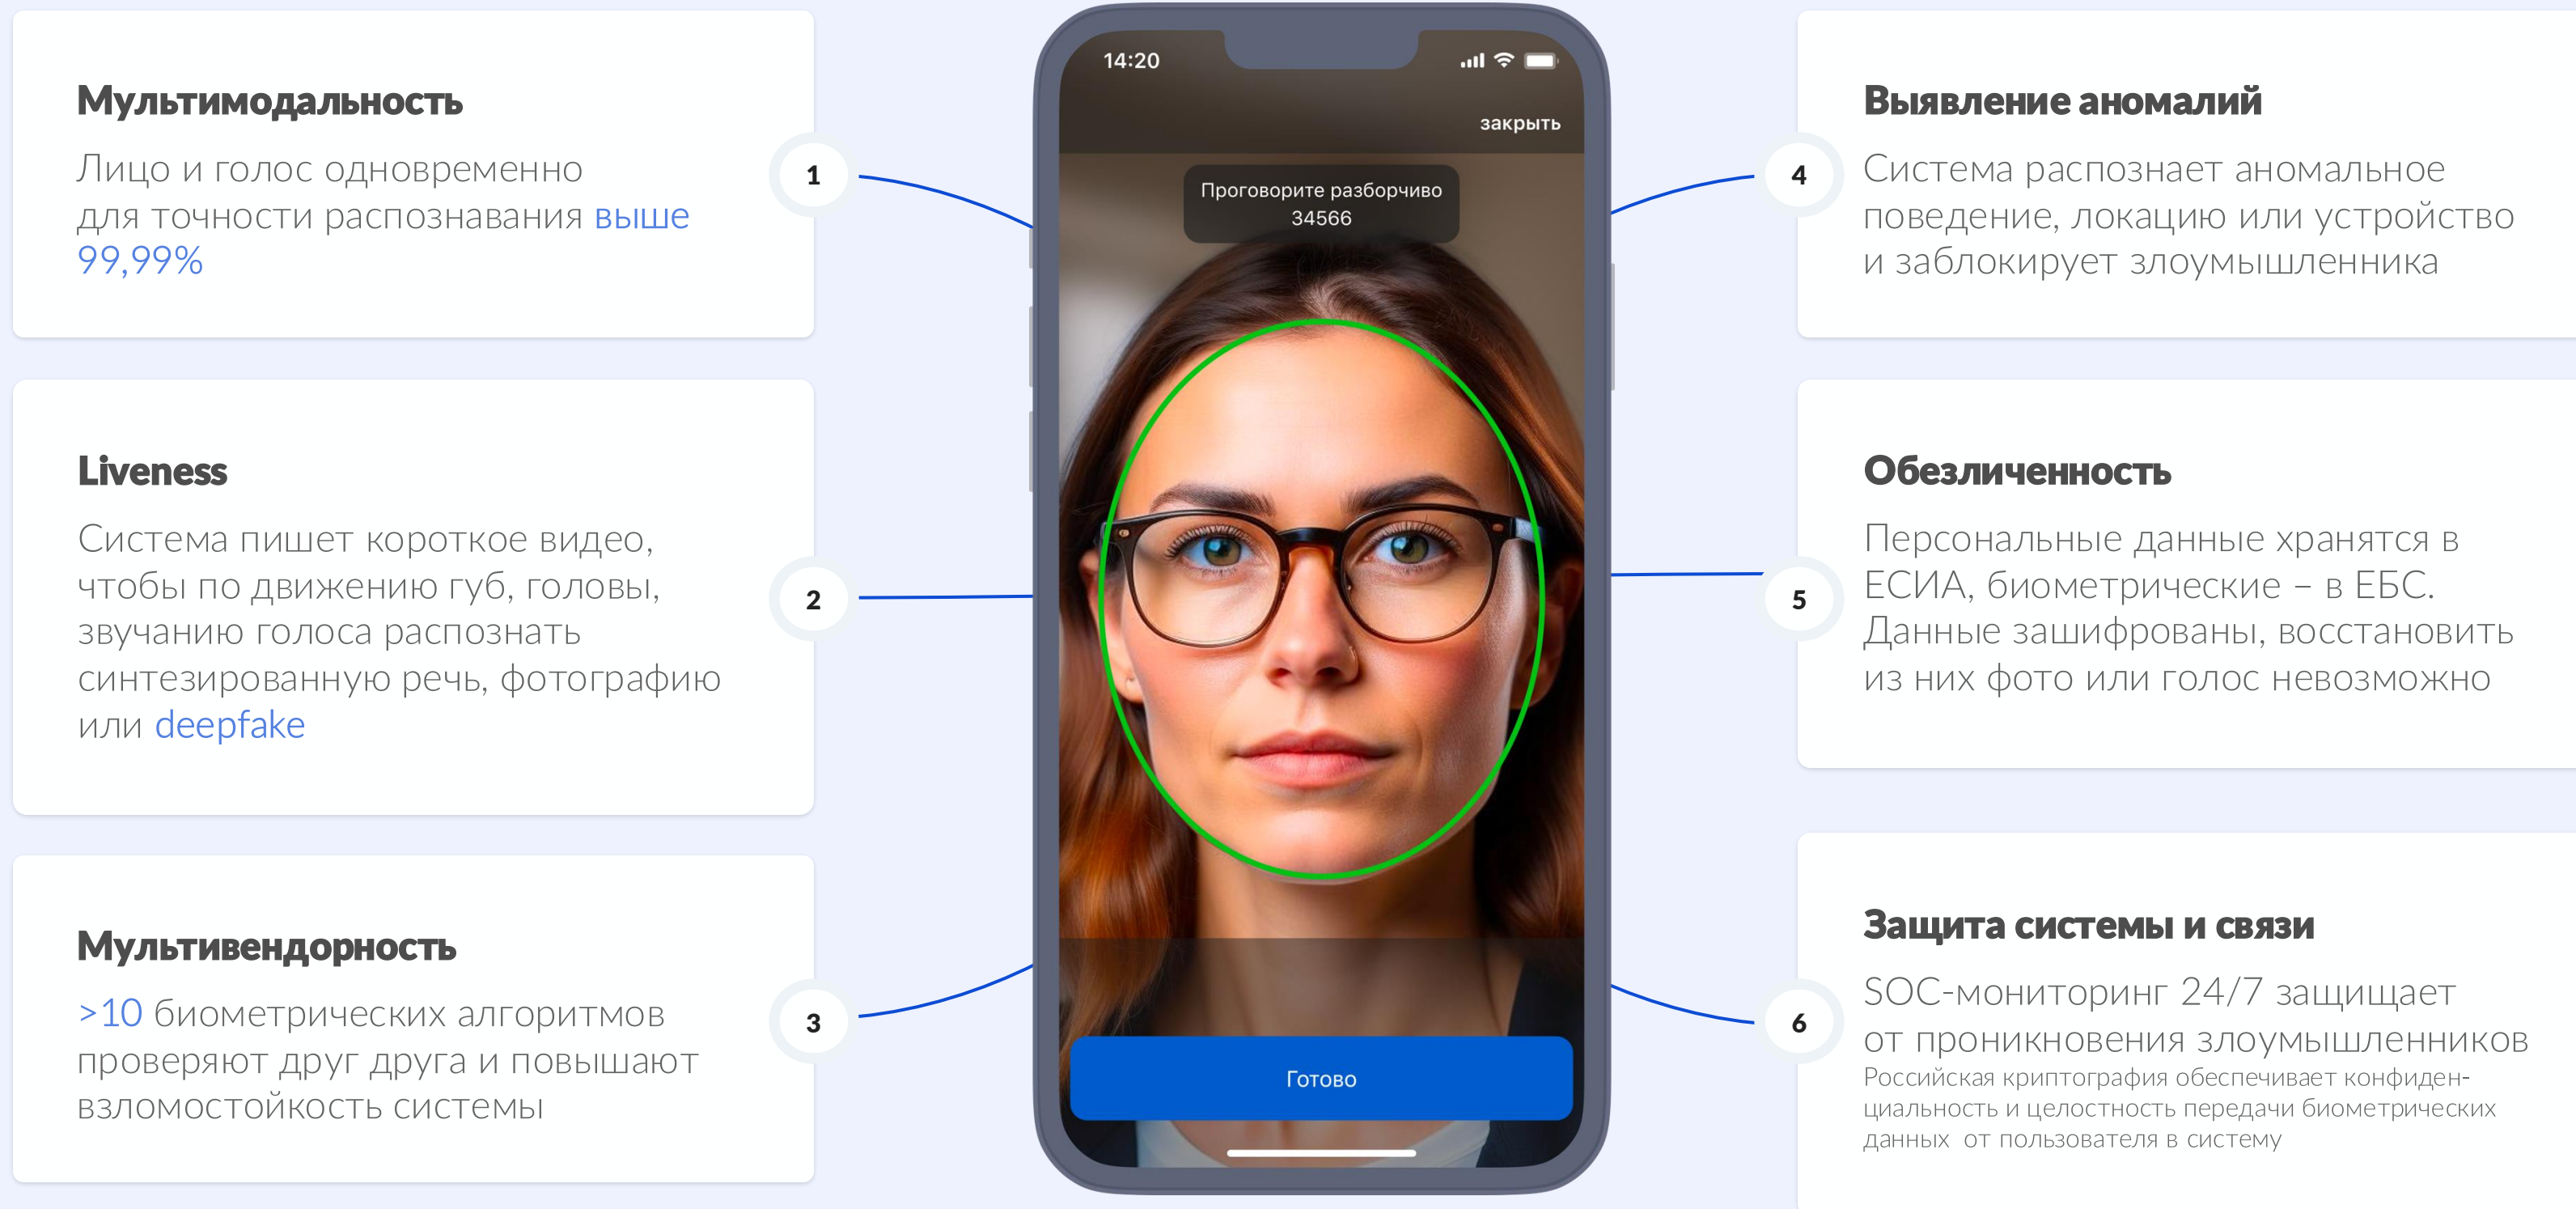 Мультимодальность
Лицо и голос одновременно
для точности распознавания выше
99,99%
1
Liveness
Система пишет короткое видео,
чтобы по движению губ, головы,
звучанию голоса распознать
синтезированную речь, фотографию
или deepfake
2
Мультивендорность
>10 биометрических алгоритмов
проверяют друг друга и повышают
взломостойкость системы
3
14:20
закрыть
Проговорите разборчиво
34566
Готово
Выявление аномалий
4
Система распознает аномальное
поведение, локацию или устройство
и заблокирует злоумышленника
Обезличенность
Персональные данные хранятся в
ЕСИА, биометрические – в ЕБС.
5
Данные зашифрованы, восстановить
из них фото или голос невозможно
Защита системы и связи
SOC-мониторинг 24/7 защищает
6
от проникновения злоумышленников
Российская криптография обеспечивает конфиден-
циальность и целостность передачи биометрических
данных от пользователя в систему